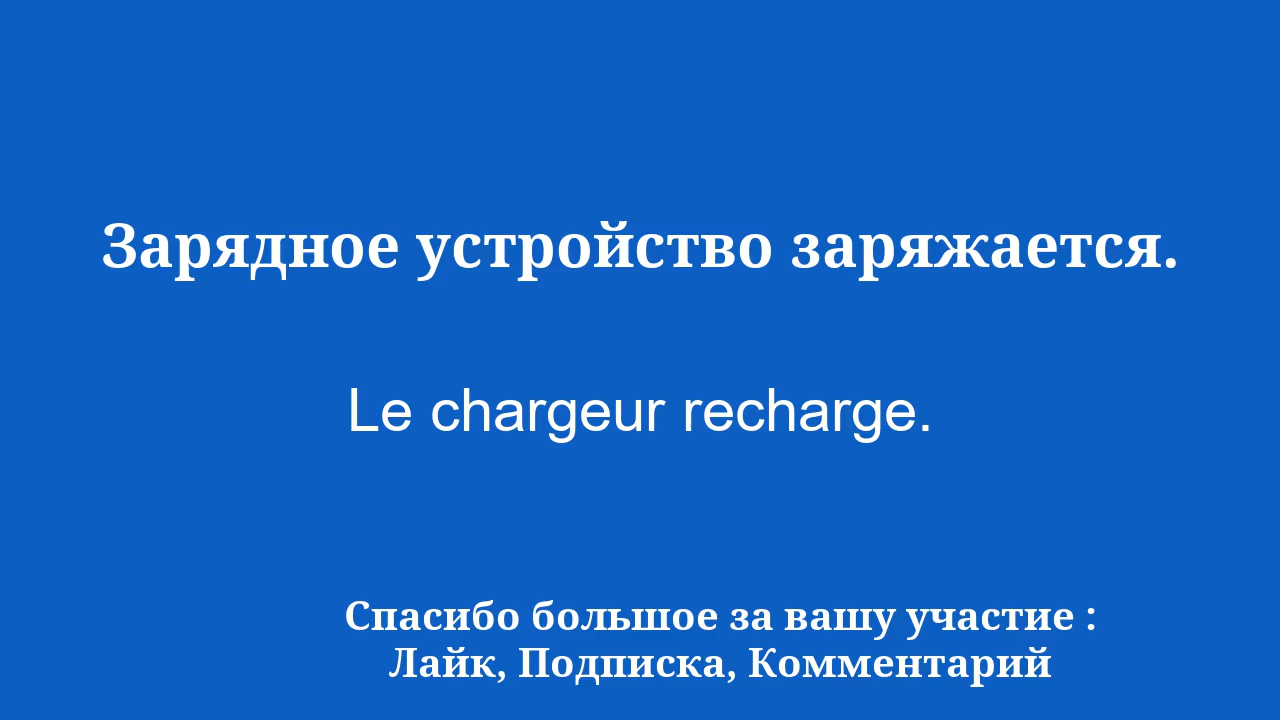 Зарядное устройство заряжается.
Le chargeur recharge.
Спасибо большое за вашу участие :
Лайк, Подписка, Комментарий